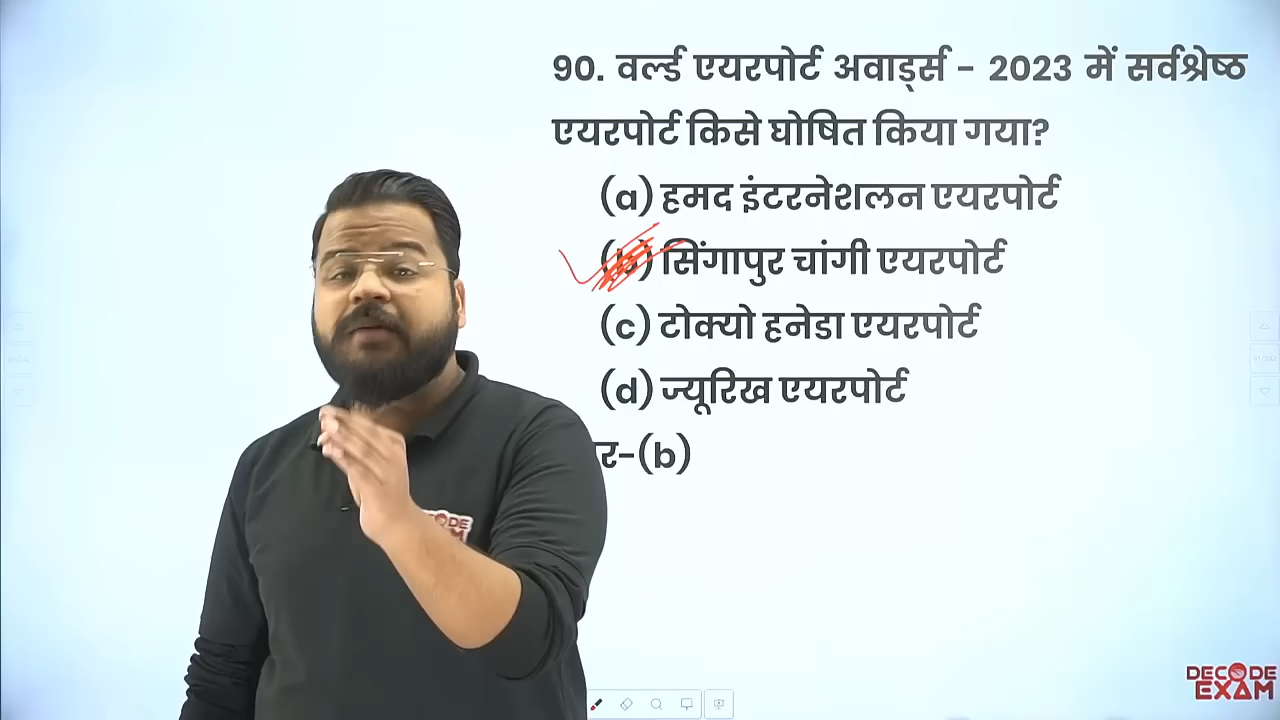 90. वर्ल्ड एयरपोर्ट अवार्ड्स - 2023 में सर्वश्रेष्ठ
एयरपोर्ट किसे घोषित किया गया?
(a) हमद इंटरनेशलन एयरपोर्ट
(b) सिंगापुर चांगी एयरपोर्ट
(c) टोक्यो हनेडा एयरपोर्ट
(d) ज्यूरिख एयरपोर्ट
र-(b)
DECODE
EXAM